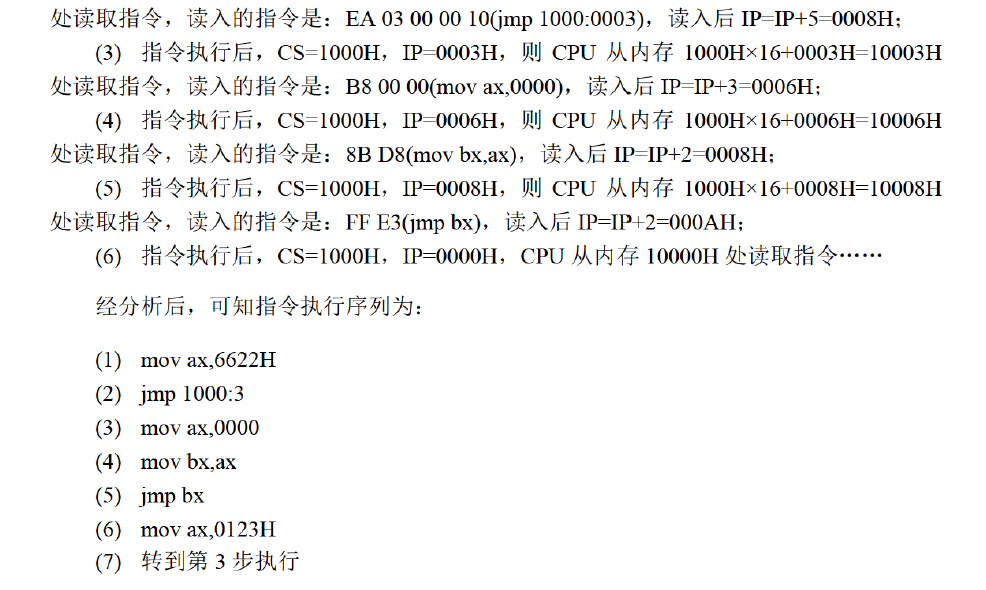 处读取指令，读入的指令是：EA 03 00 00 10(jmp 1000:0003)，读入后 IP=IP+5=0008H；
(3) 指令执行后，CS=1000H，IP=0003H，则 CPU 从内存 1000H×16+0003H=10003H
处读取指令，读入的指令是：B8 00 00(mov ax,0000)，读入后 IP=IP+3=0006H；
(4) 指令执行后，CS=1000H，IP=0006H，则 CPU 从内存 1000H×16+0006H=10006H
处读取指令，读入的指令是：8B D8(mov bx,ax)，读入后 IP=IP+2=0008H；
(5) 指令执行后，CS=1000H，IP=0008H，则 CPU 从内存 1000H×16+0008H=10008H
处读取指令，读入的指令是：FF E3(jmp bx)，读入后 IP=IP+2=000AH；
(6) 指令执行后，CS=1000H，IP=0000H，CPU 从内存 10000H 处读取指令……
经分析后，可知指令执行序列为：
(1) mov ax,6622H
(2) jmp 1000:3
(3) mov ax,0000
(4) mov bx,ax
(5) jmp bx
(6) mov ax,0123H
(7) 转到第 3 步执行